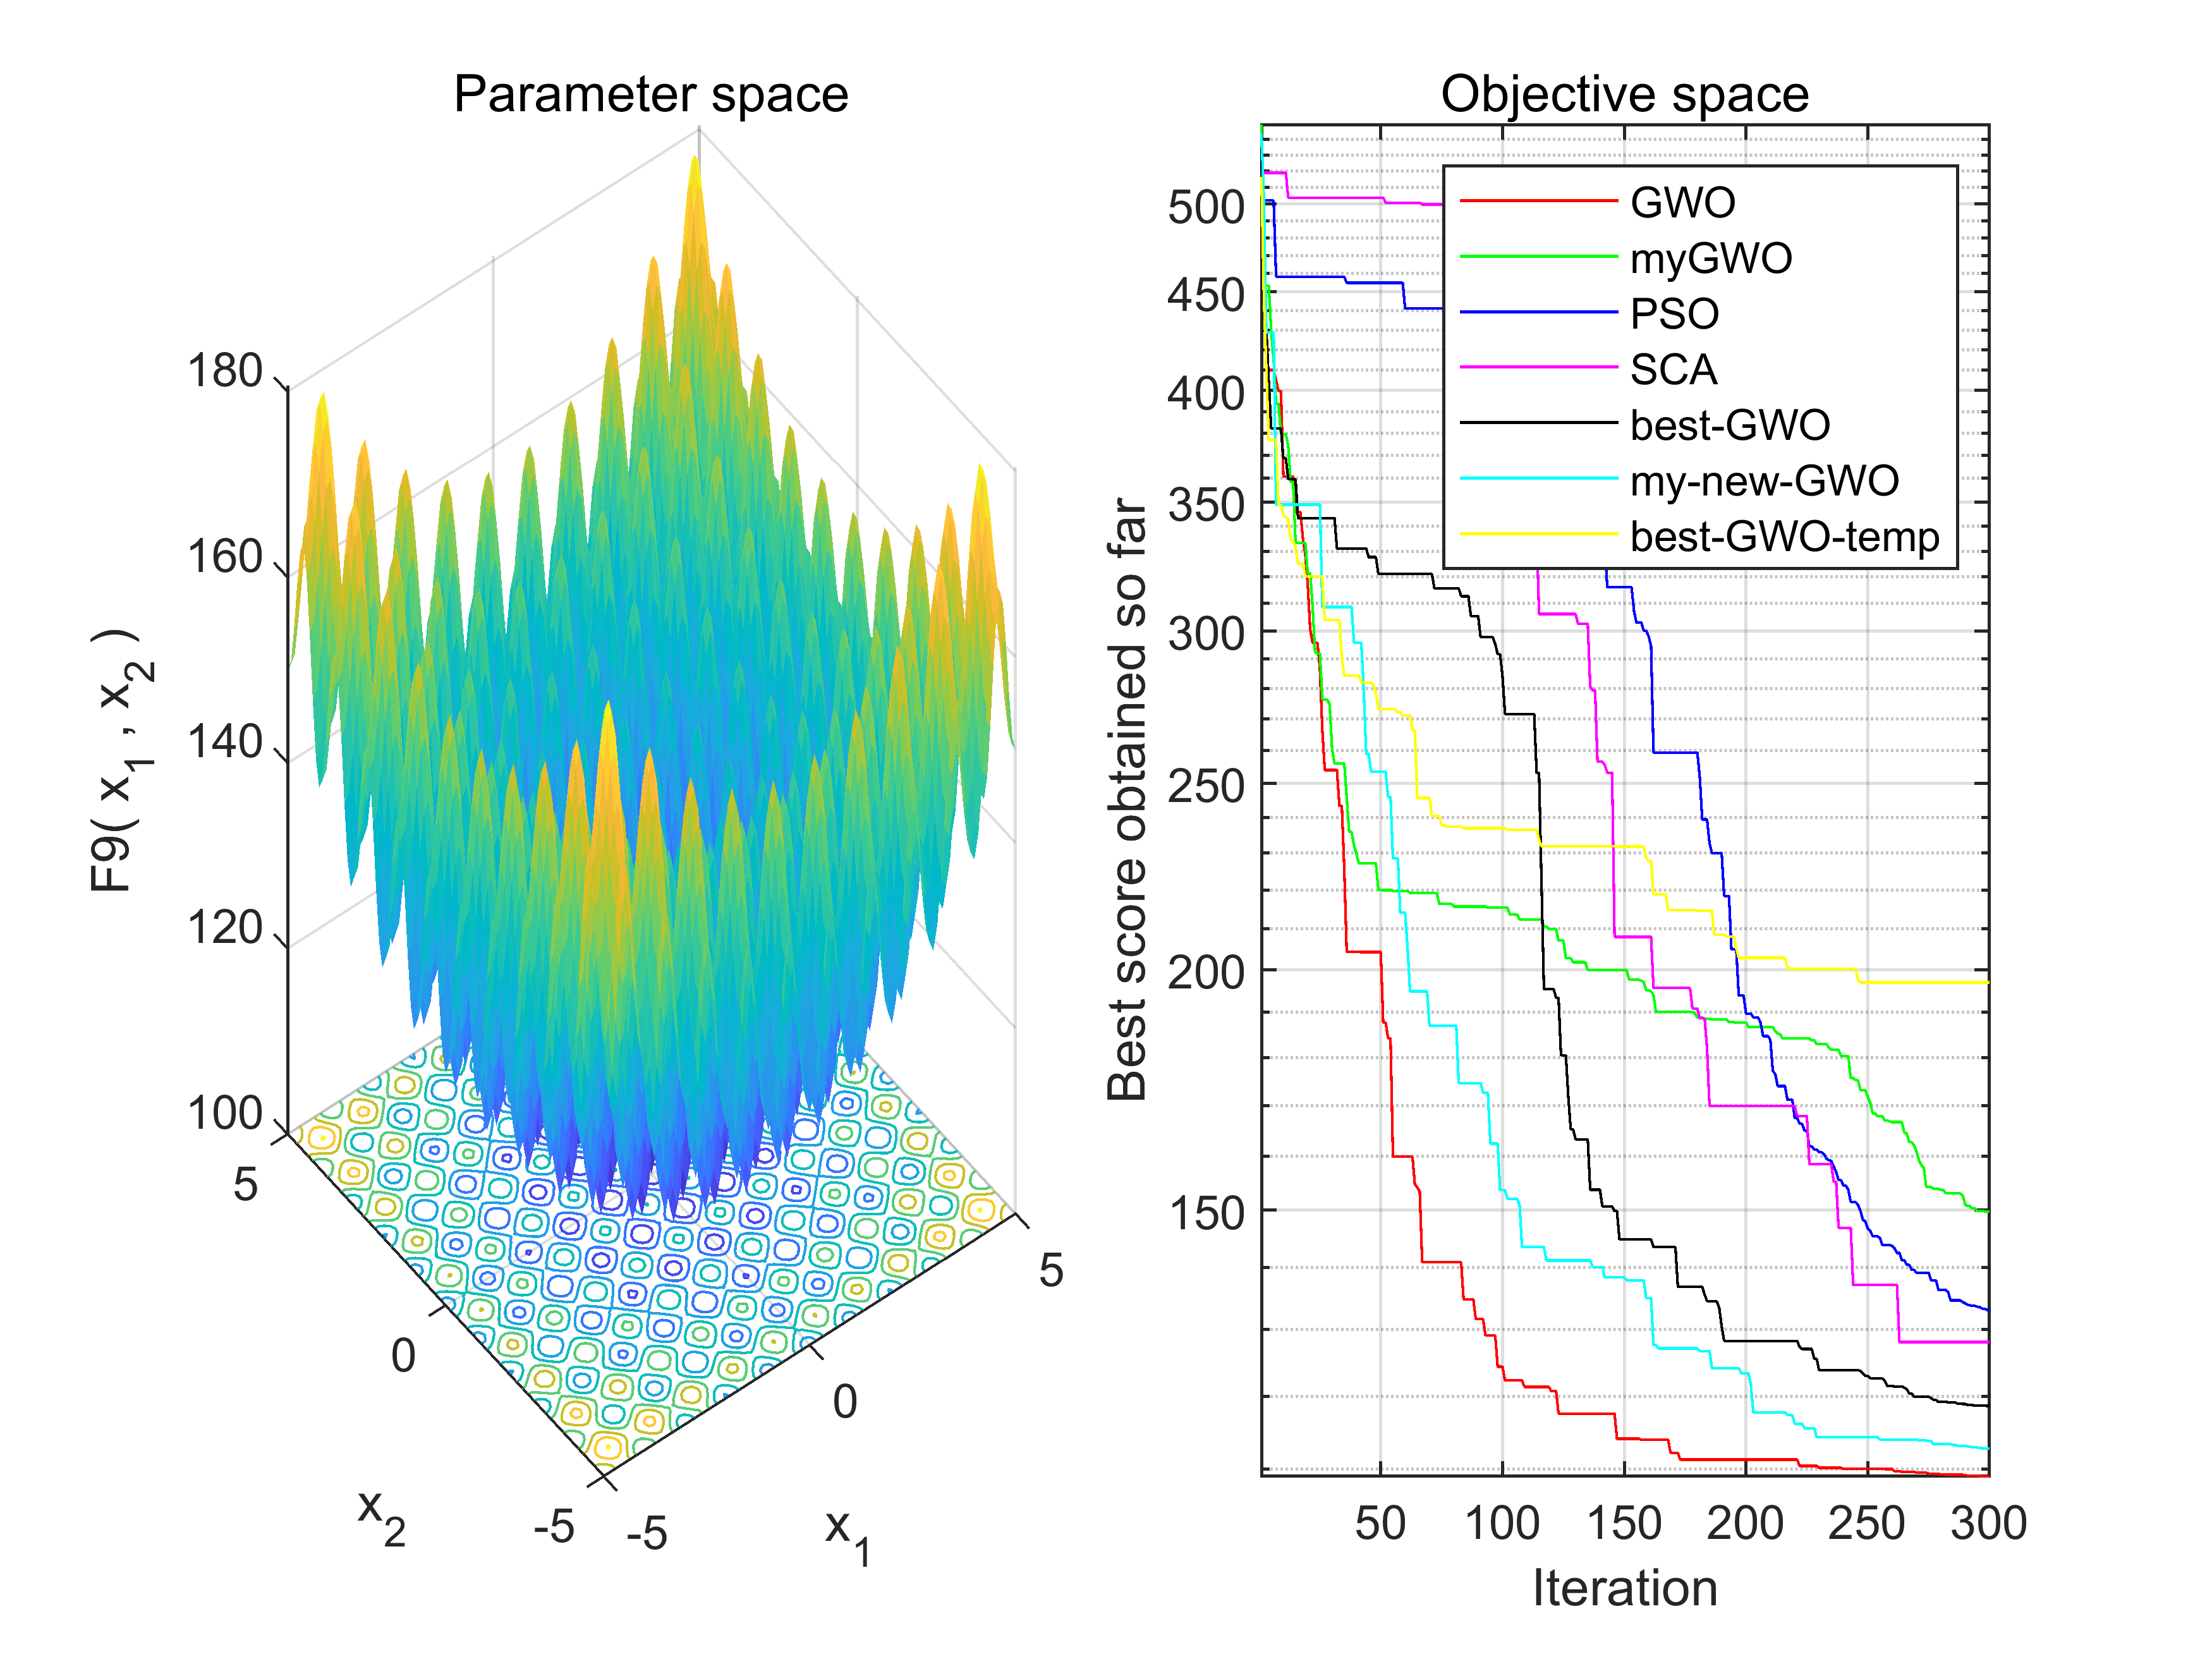 Parameter space
180
160
140
120
100
F9( x1 , x2 )
5
0
-5
x2
-5
0
5
x1
Objective space
500
450
400
350
300
250
200
150
Best score obtained so far
GWO
myGWO
PSO
SCA
best-GWO
my-new-GWO
best-GWO-temp
50 100 150 200 250 300
Iteration